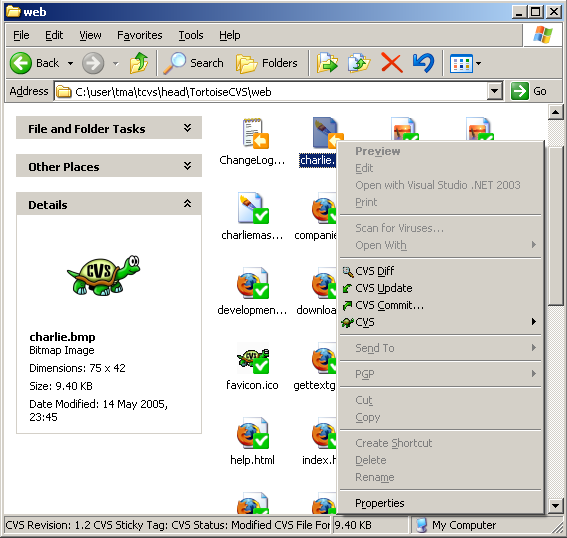 web
File Edit View Favorites Tools Help
Back Search Folders
Address C:\user\tma\tcvs\head\TortoiseCVS\web Go
File and Folder Tasks
Other Places
Details
CVS
charlie.bmp
Bitmap Image
Dimensions: 75 x 42
Size: 9.40 KB
Date Modified: 14 May 2005,
23:45
ChangeLog...
charlie.
charliemas...
companie
developmen...
downloa
favicon.ico
gettextg
help.html
index.h
Preview
Edit
Open with Visual Studio .NET 2003
Print
Scan for Viruses...
Open With
CVS Diff
CVS Update
CVS Commit...
CVS
Send To
PGP
Cut
Copy
Create Shortcut
Delete
Rename
Properties
CVS Revision: 1.2 CVS Sticky Tag: CVS Status: Modified CVS File For 9.40 KB My Computer